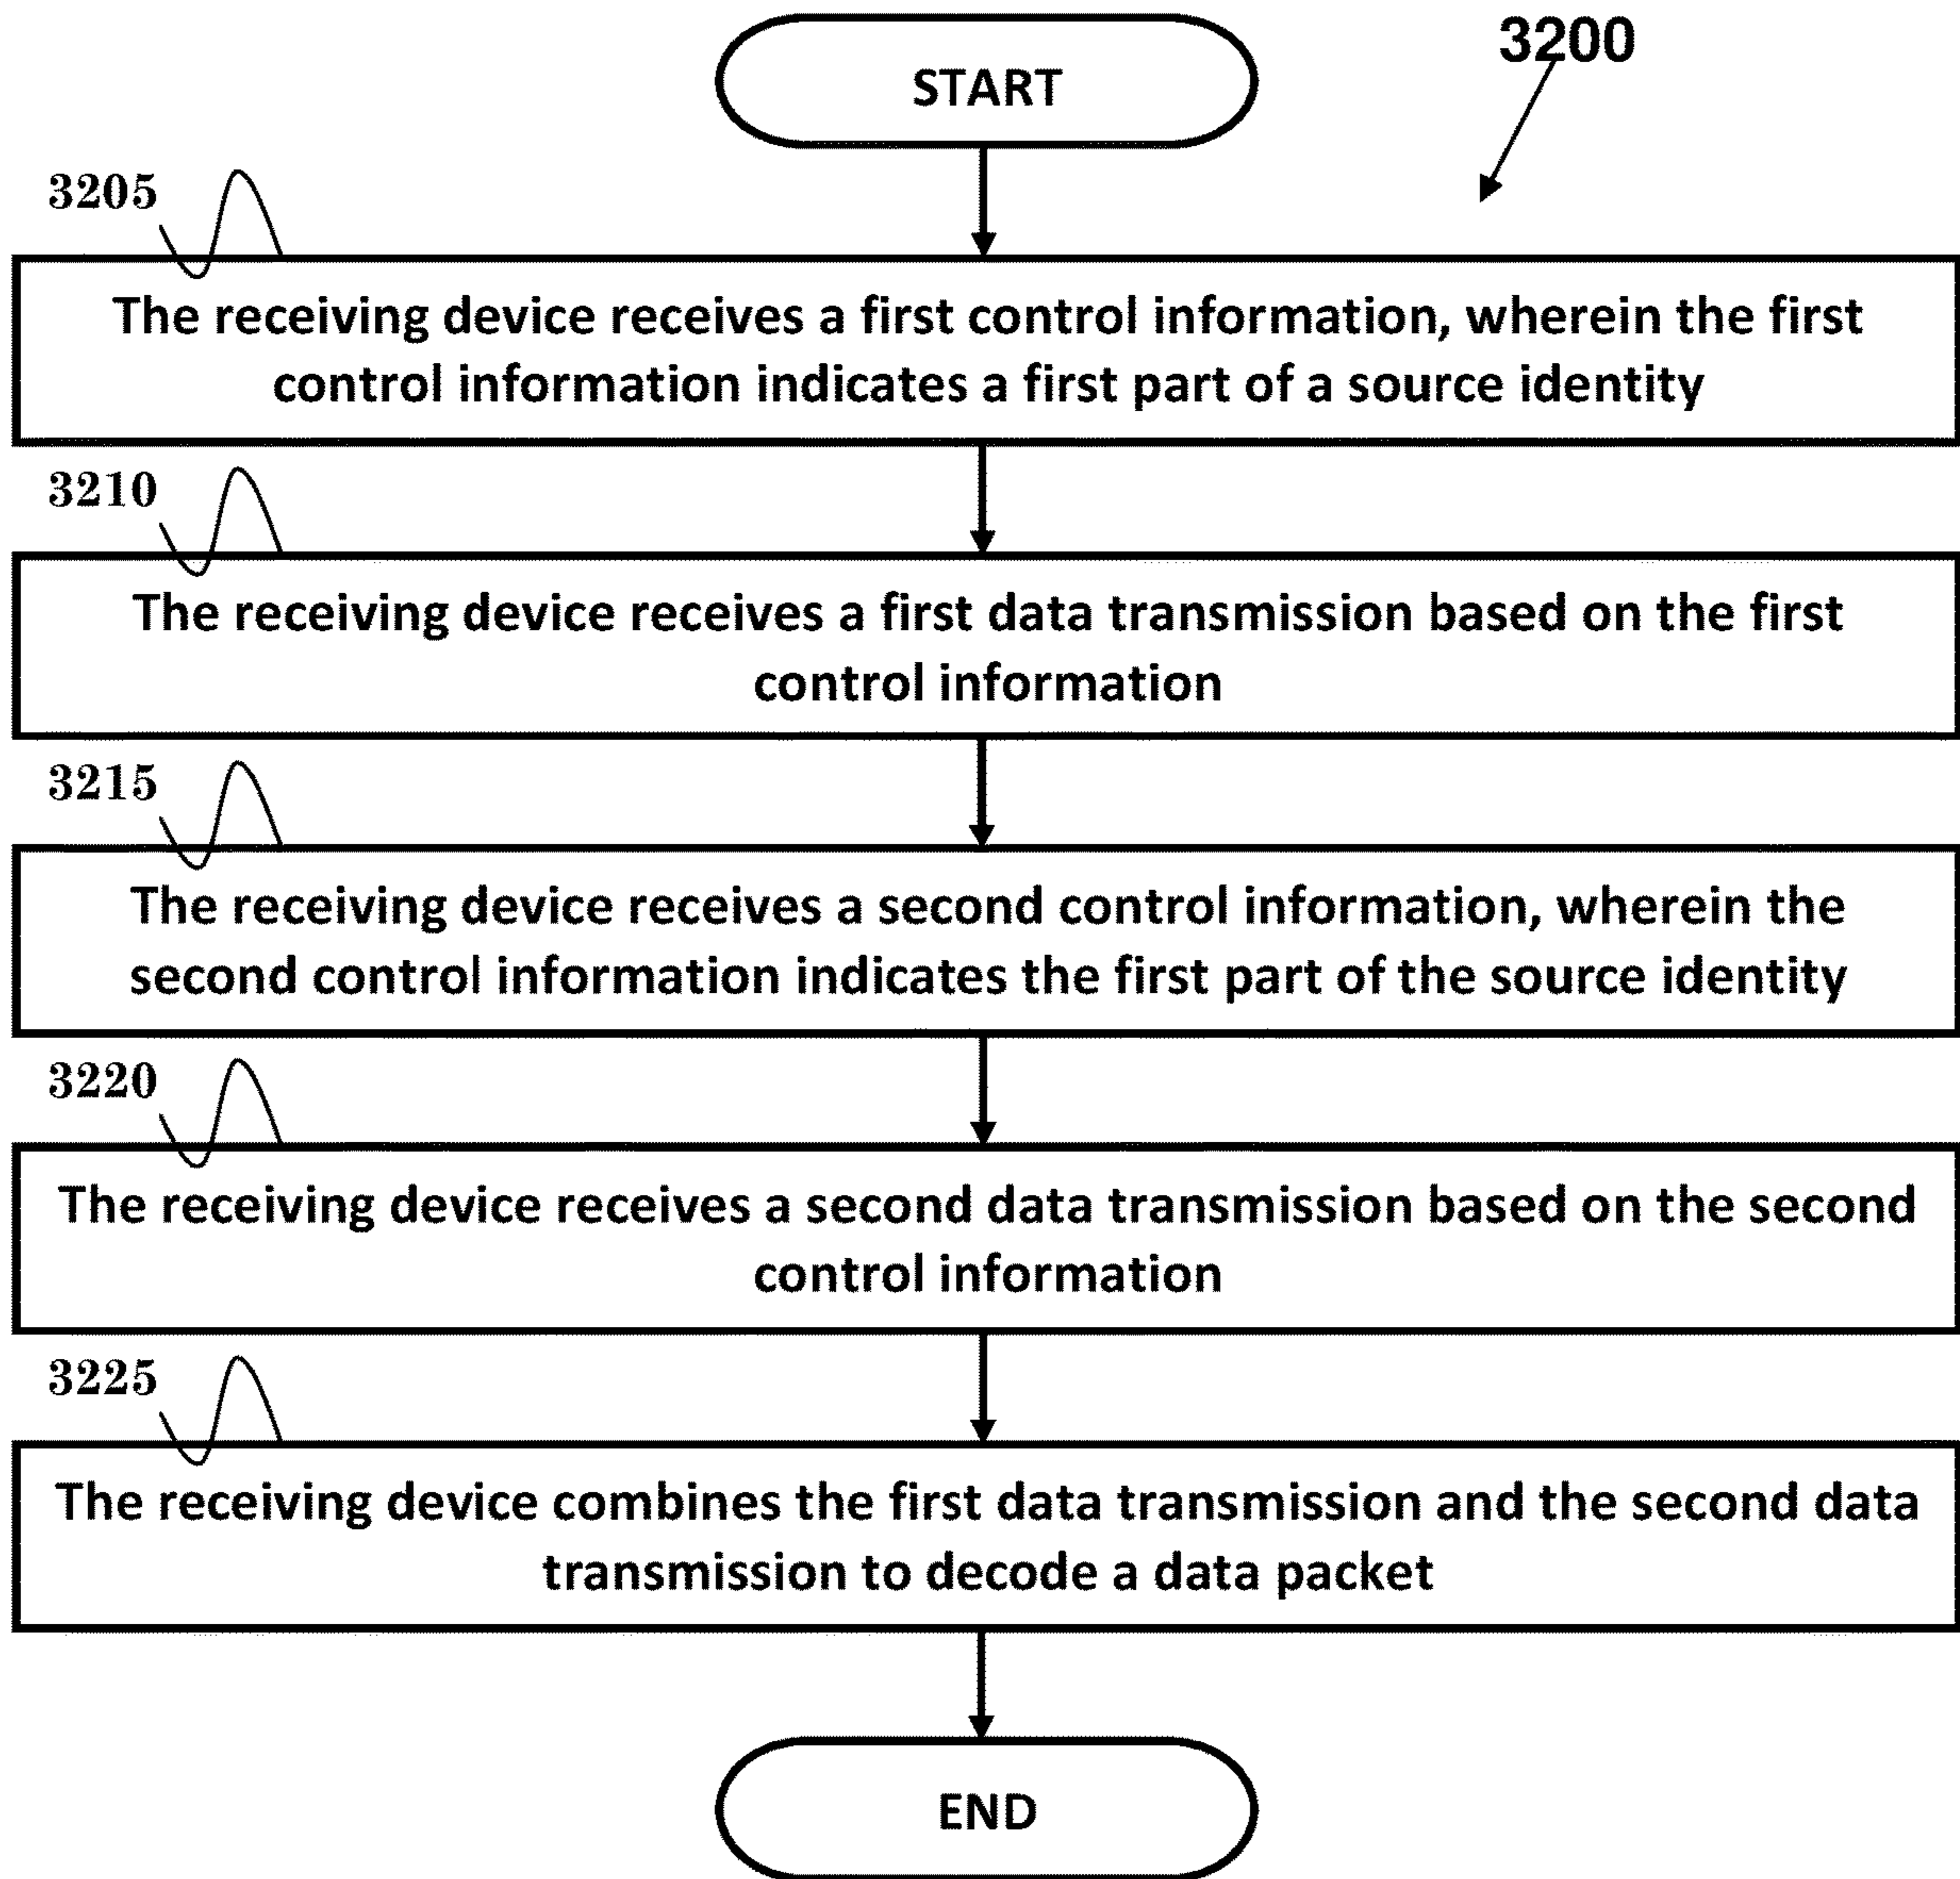 START
3200
3205
The receiving device receives a first control information, wherein the first
control information indicates a first part of a source identity
3210
The receiving device receives a first data transmission based on the first
control information
3215
The receiving device receives a second control information, wherein the
second control information indicates the first part of the source identity
3220
The receiving device receives a second data transmission based on the second
control information
3225
The receiving device combines the first data transmission and the second data
transmission to decode a data packet
END